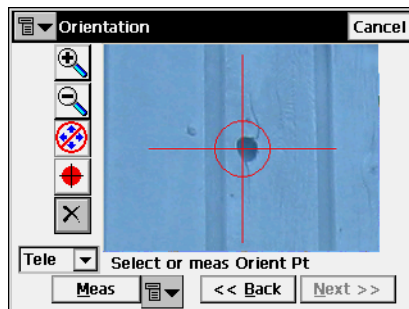 Orientation
Cancel
Tele
Select or meas Orient Pt
Meas
<< Back
Next >>